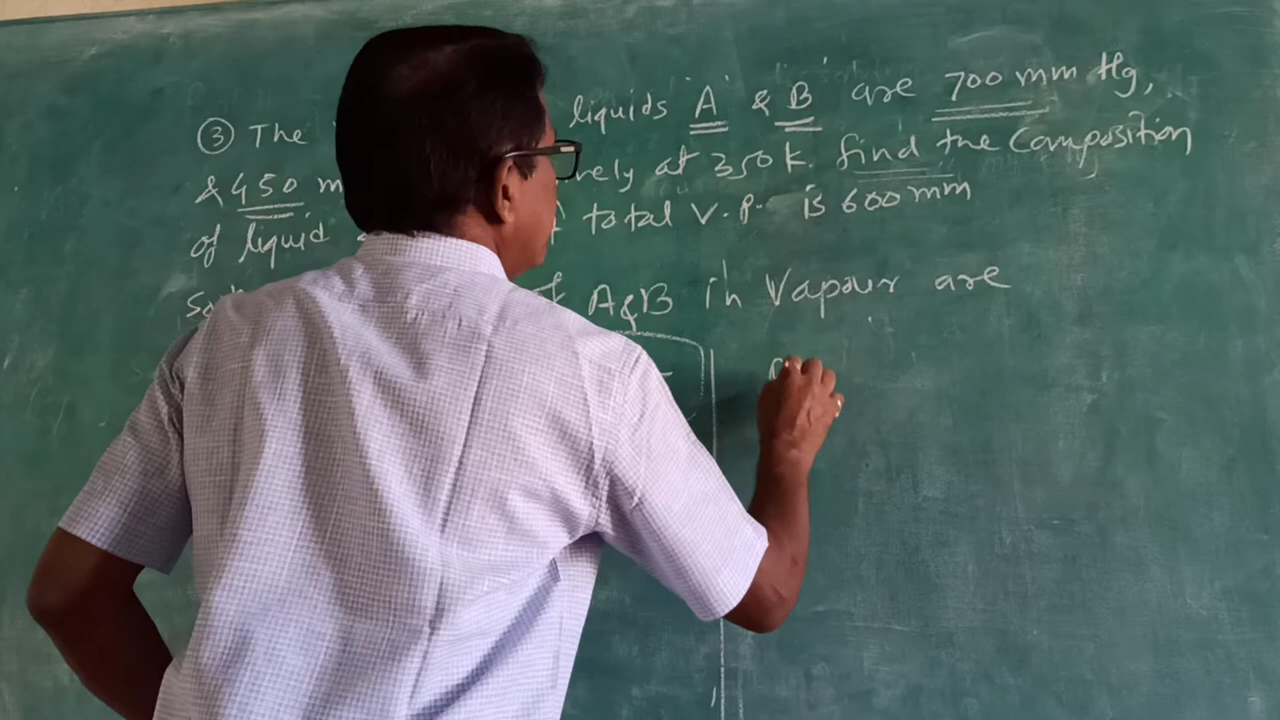 ③ The liquids A & B are 700 mm Hg,
& 450 at 350 K. find the Composition
of liquid total V.P. is 600 mm
A & B in Vapour are